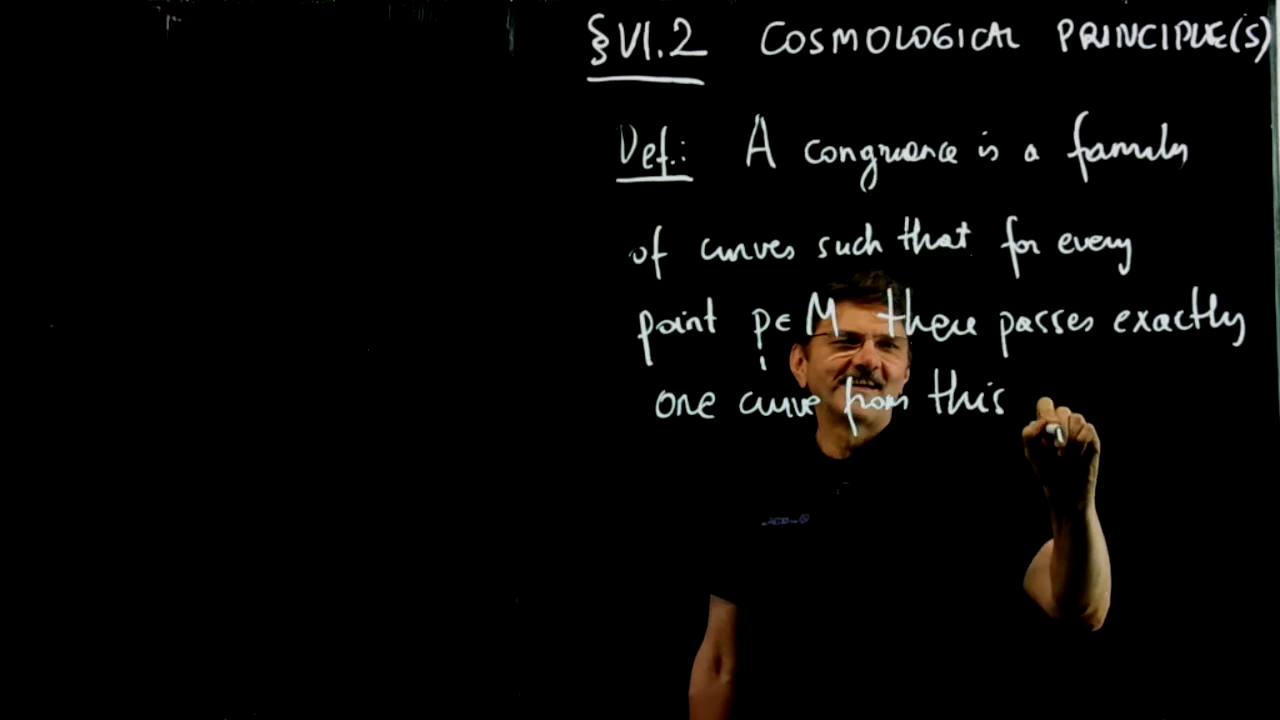 §VI.2 COSMOLOGICAL PRINCIPLE(S)
Def.: A congruence is a family
of curves such that for every
point p∈M there passes exactly
one curve from this